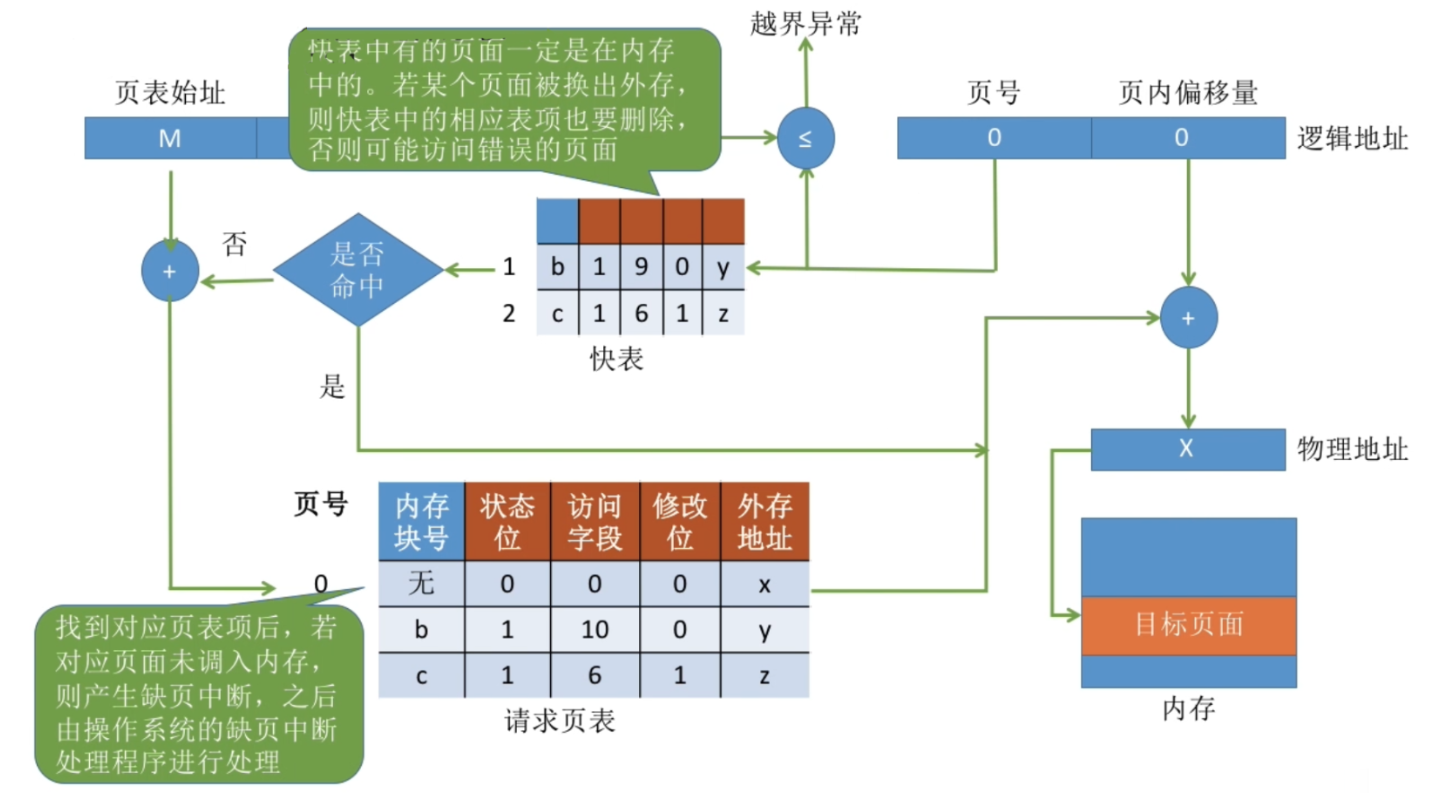 越界异常
快表中有的页面一定是在内存
中的。若某个页面被换出外存，
则快表中的相应表项也要删除，
否则可能访问错误的页面
页表始址
M
≤
页号 页内偏移量
0 0 逻辑地址
+
否
是否
命中
1 b 1 9 0 y
2 c 1 6 1 z
快表
+
是
X 物理地址
页号
内存 状态 访问 修改 外存
块号 位 字段 位 地址
0 无 0 0 0 x
b 1 10 0 y
c 1 6 1 z
请求页表
找到对应页表项后，若
对应页面未调入内存，
则产生缺页中断，之后
由操作系统的缺页中断
处理程序进行处理
目标页面
内存